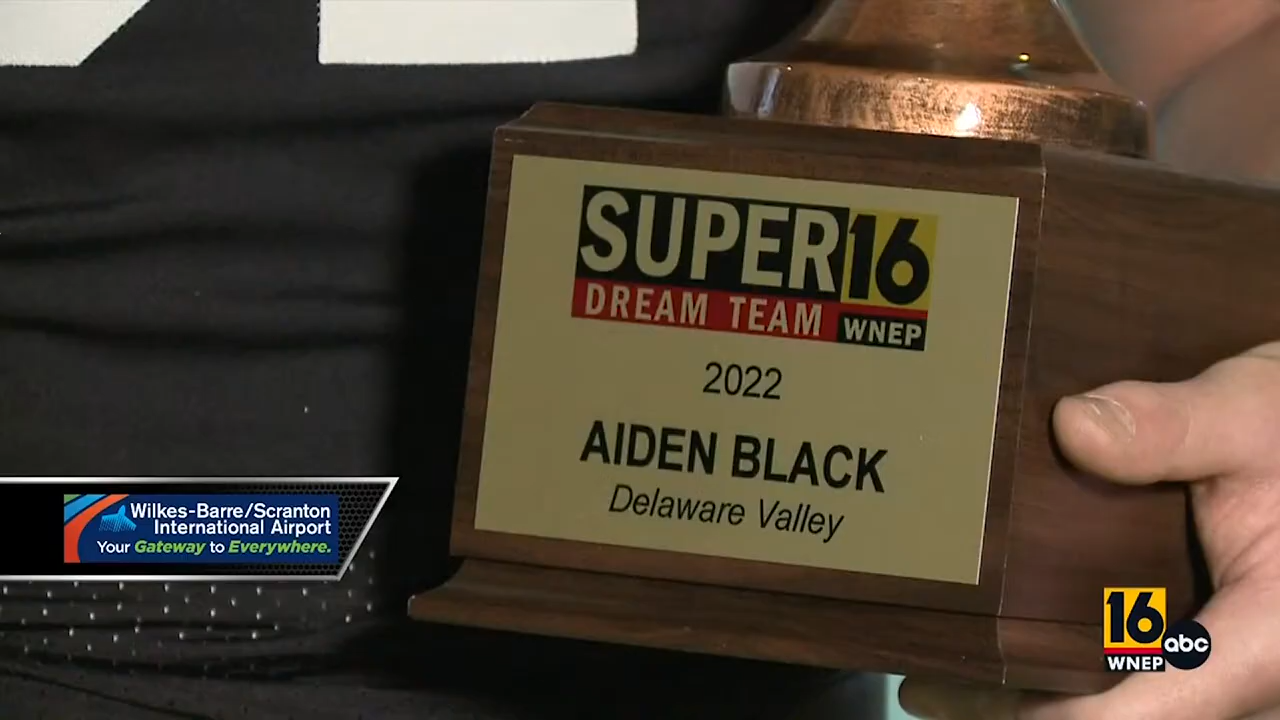 SUPER 16
DREAM TEAM WNEP
2022
AIDEN BLACK
Delaware Valley
Wilkes-Barre/Scranton
International Airport
Your Gateway to Everywhere.
16
WNEP
abc